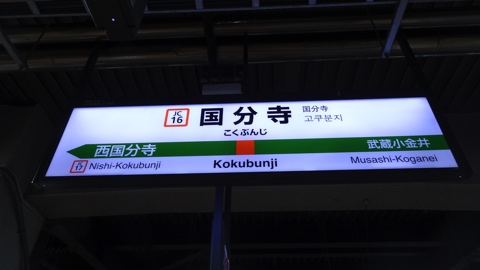 JC
16
国分寺
国分寺
고쿠분지
こくぶんじ
西国分寺
武蔵小金井
JC
17
Nishi-Kokubunji
Kokubunji
Musashi-Koganei